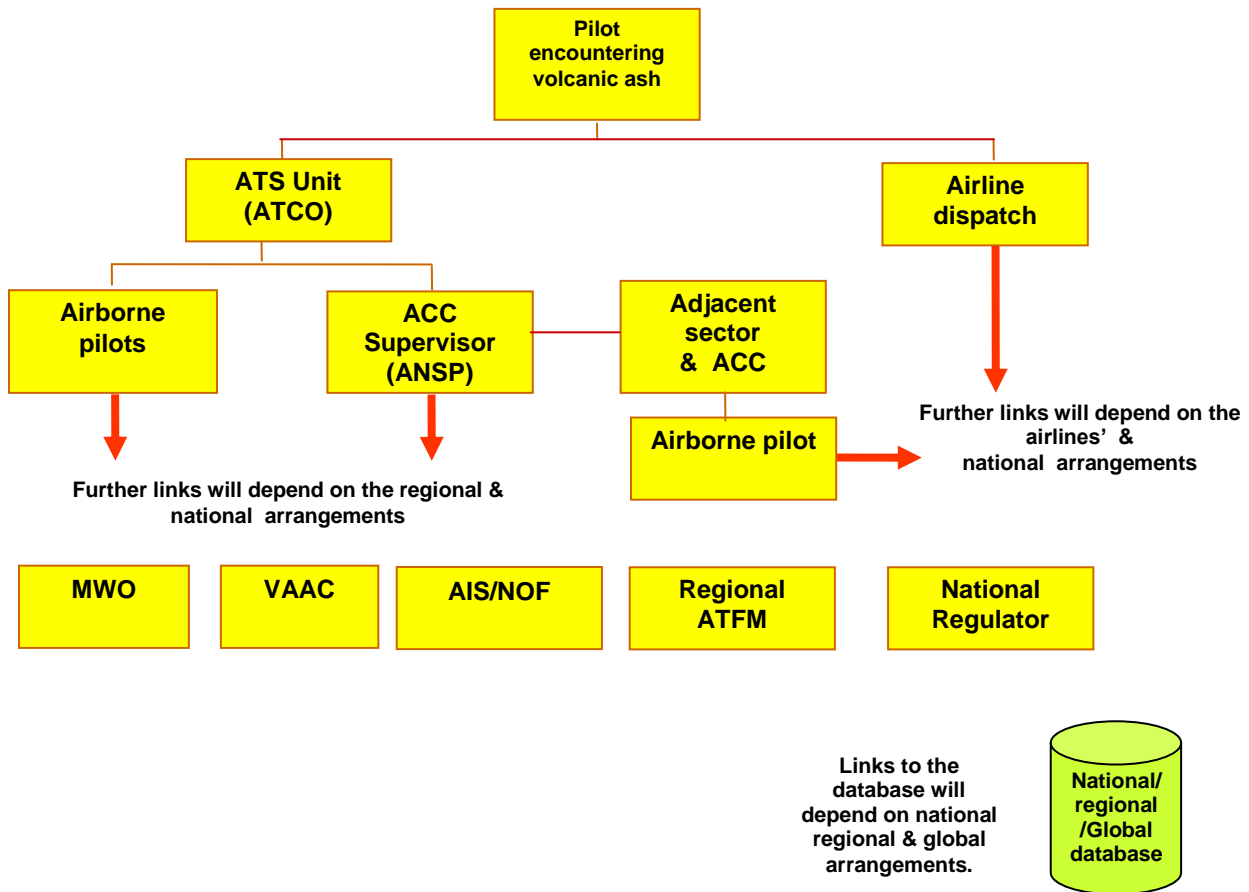 Pilot
encountering
volcanic ash
ATS Unit
(ATCO)
Airline
dispatch
Airborne
pilots
ACC
Supervisor
(ANSP)
Adjacent
sector
& ACC
Airborne pilot
Further links will depend on the
airlines' &
national arrangements
Further links will depend on the regional &
national arrangements
MWO
VAAC
AIS/NOF
Regional
ATFM
National
Regulator
Links to the
database will
depend on national
regional & global
arrangements.
National/
regional
/Global
database